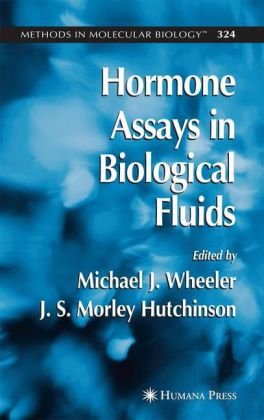 METHODS IN MOLECULAR BIOLOGY™ 324
Hormone
Assays in
Biological
Fluids
Edited by
Michael J. Wheeler
J. S. Morley Hutchinson
HUMANA PRESS